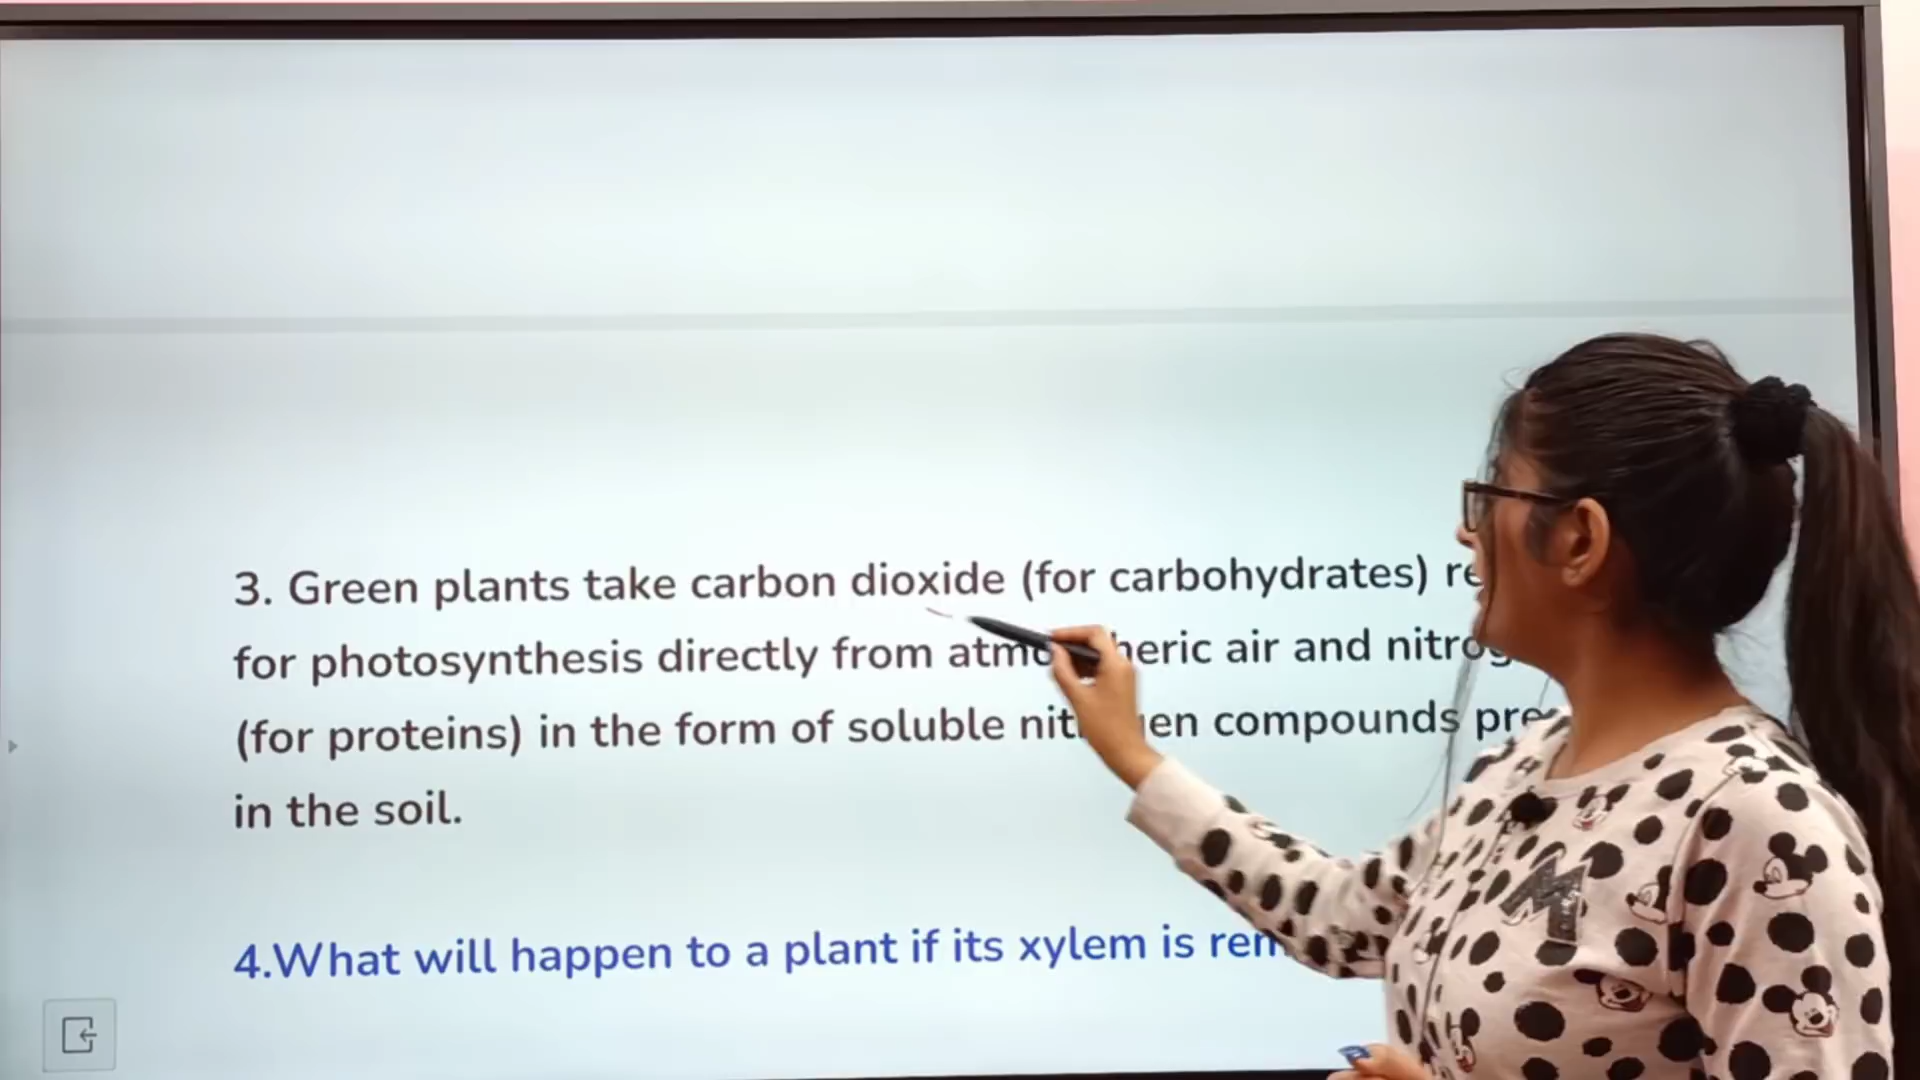 3. Green plants take carbon dioxide (for carbohydrates)
for photosynthesis directly from air and
(for proteins) in the form of soluble compounds
in the soil.
4.What will happen to a plant if its xylem is
M